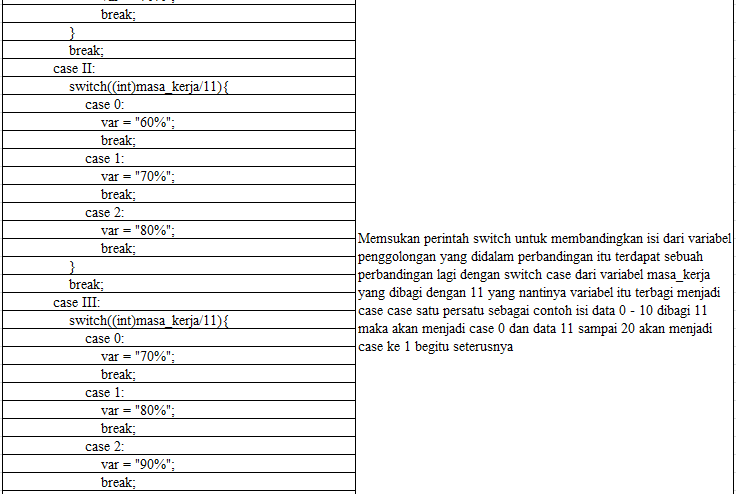 break;
}
break;
case II:
switch((int)masa_kerja/11){
case 0:
var = "60%";
break;
case 1:
var = "70%";
break;
case 2:
var = "80%";
break;
}
break;
case III:
switch((int)masa_kerja/11){
case 0:
var = "70%";
break;
case 1:
var = "80%";
break;
case 2:
var = "90%";
break;
Memsukan perintah switch untuk membandingkan isi dari variabel
penggolongan yang didalam perbandingan itu terdapat sebuah
perbandingan lagi dengan switch case dari variabel masa_kerja
yang dibagi dengan 11 yang nantinya variabel itu terbagi menjadi
case case satu persatu sebagai contoh isi data 0 - 10 dibagi 11
maka akan menjadi case 0 dan data 11 sampai 20 akan menjadi
case ke 1 begitu seterusnya